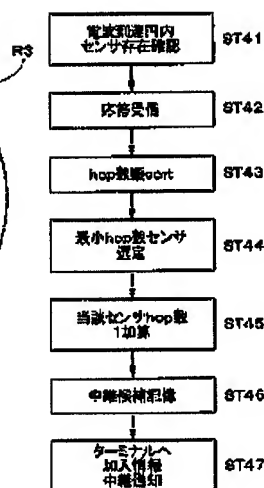 R3
電波到達圏内
センサ存在確認
ST41
応答受信
ST42
hop数順sort
ST43
最小hop数センサ
選定
ST44
当該センサhop数
1加算
ST45
中継候補記憶
ST46
ターミナルへ
加入情報
中継通知
ST47